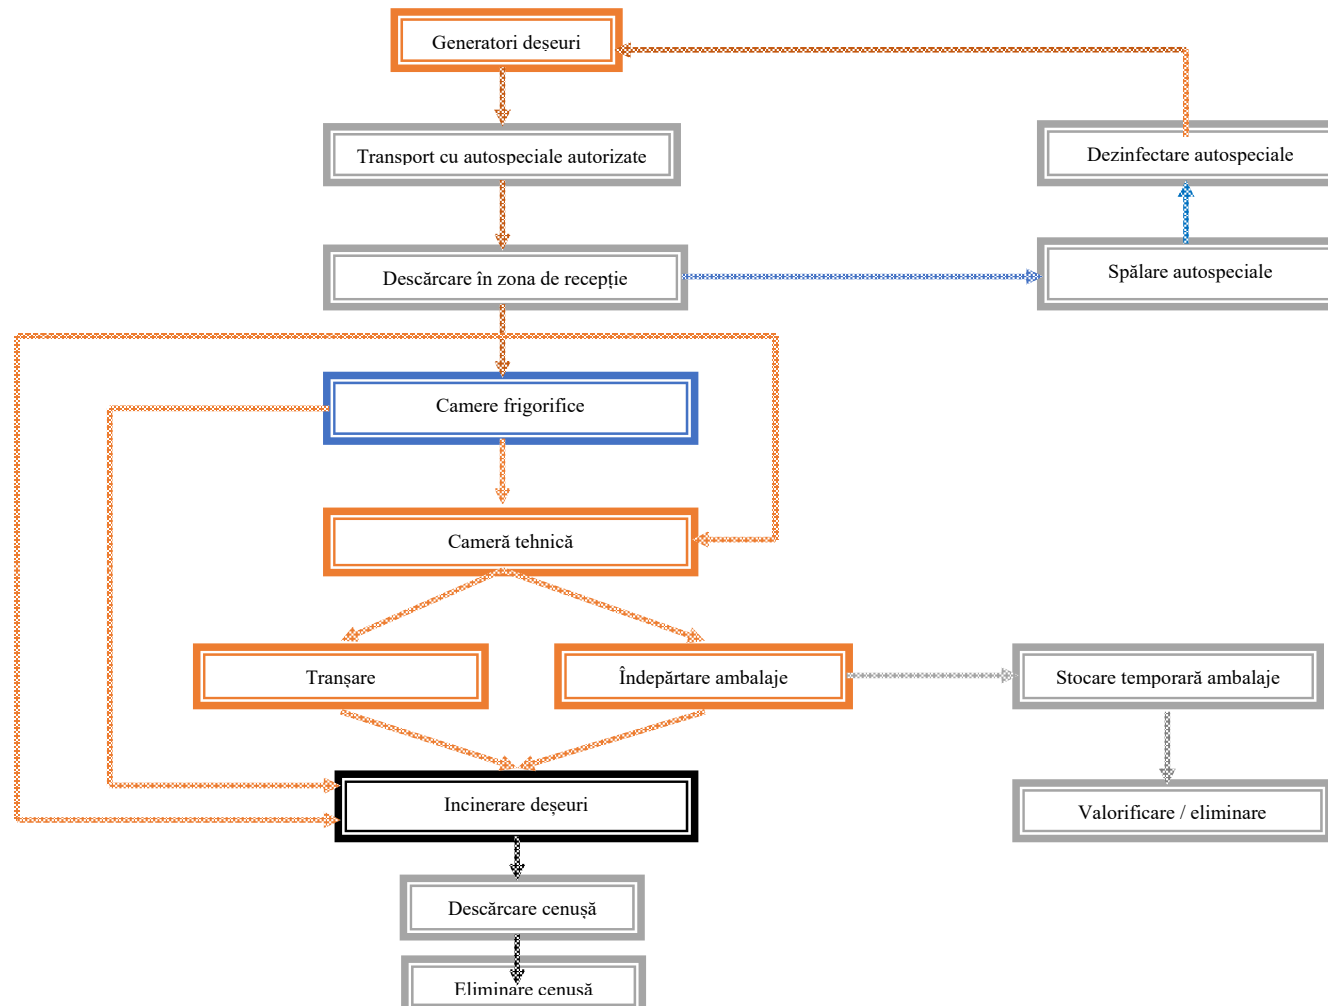 Generatori deșeuri
Transport cu autospeciale autorizate
Dezinfectare autospeciale
Descărcare în zona de recepție
Spălare autospeciale
Camere frigorifice
Cameră tehnică
Tranșare
Îndepărtare ambalaje
Stocare temporară ambalaje
Incinerare deșeuri
Valorificare / eliminare
Descărcare cenușă
Eliminare cenușă